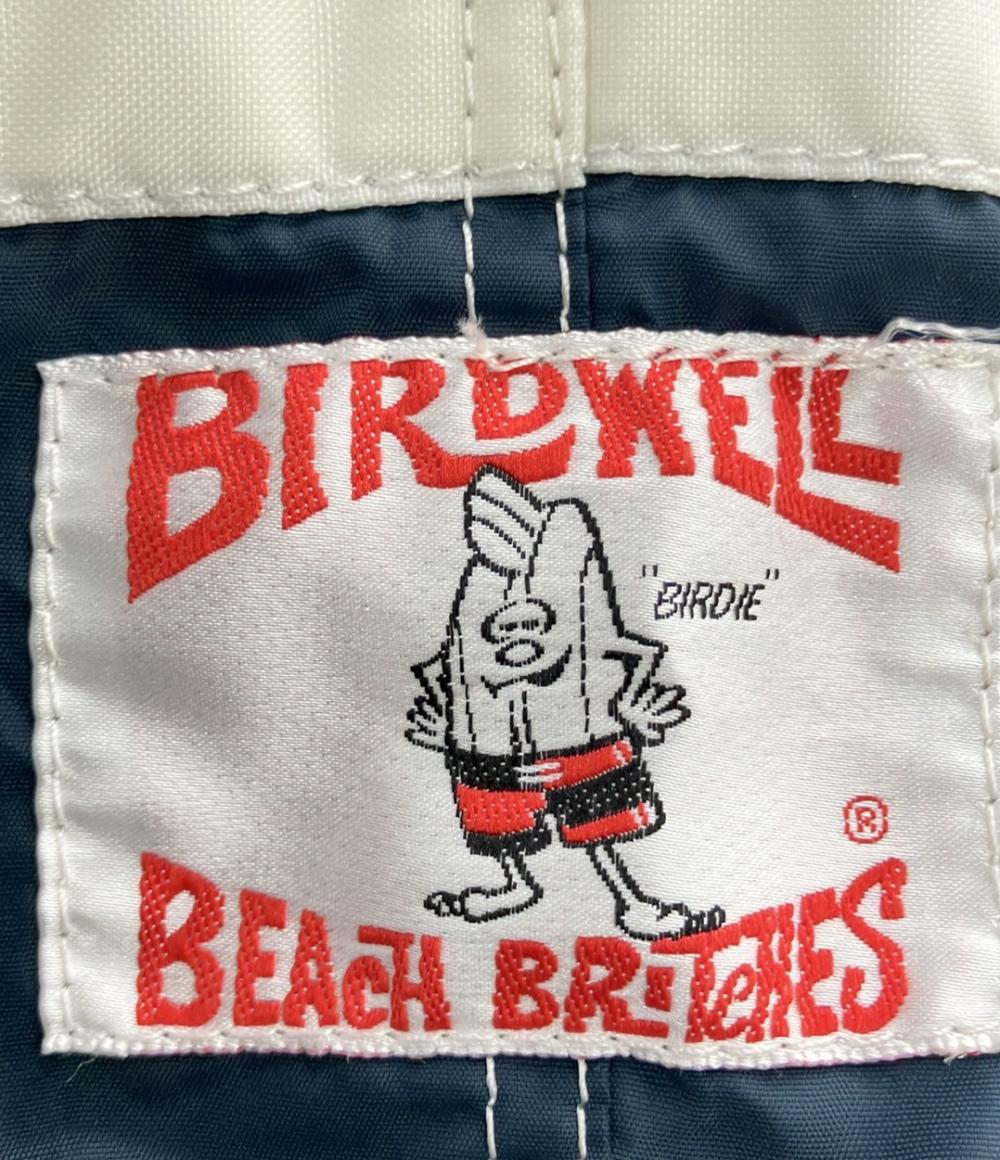 BIRDWELL
"BIRDIE"
®
BEACH BRITCHES